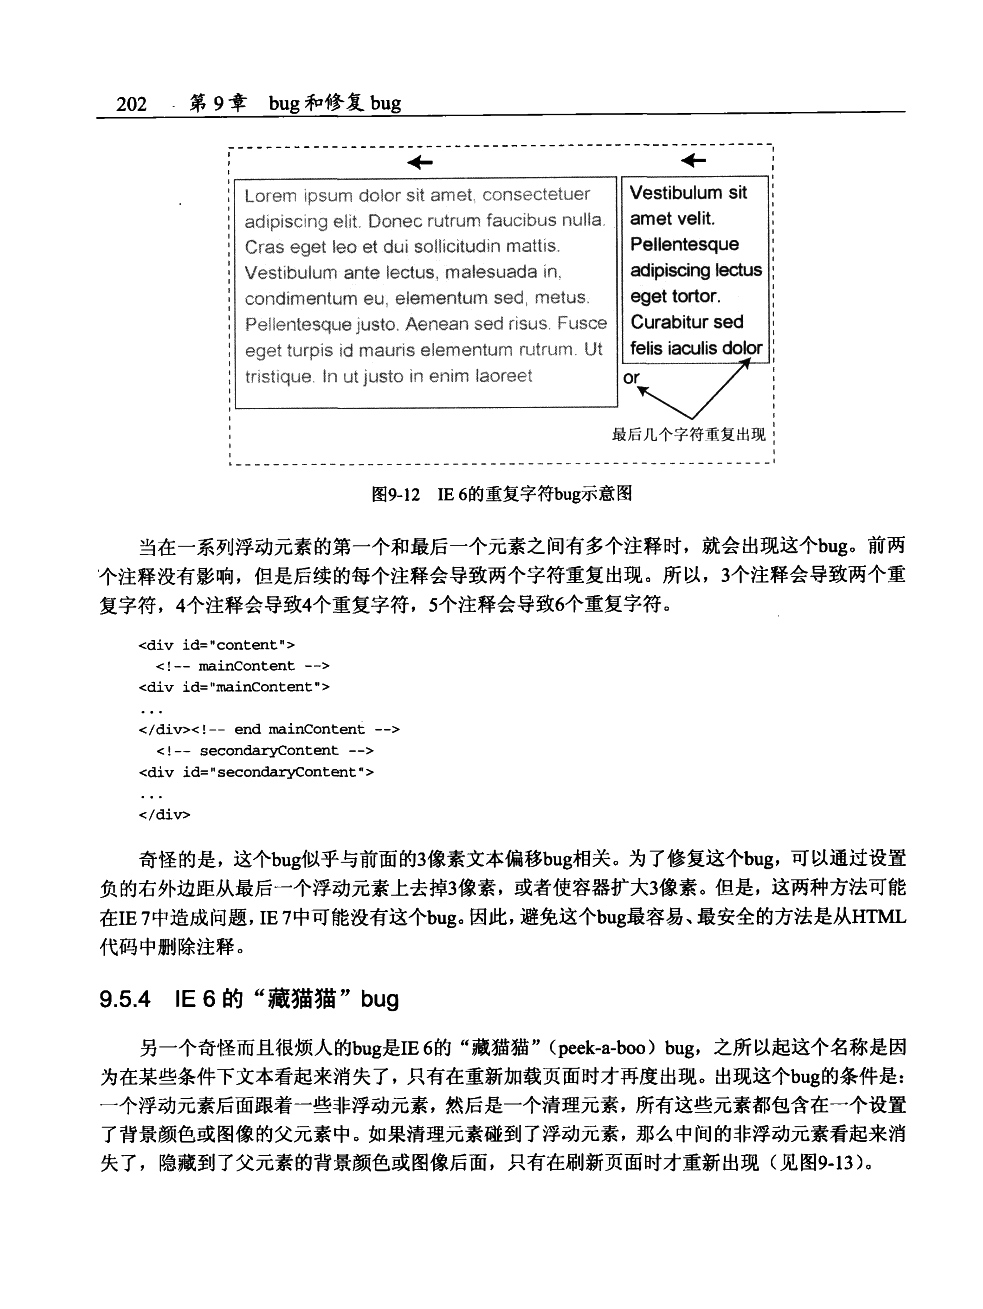 202 第9章 bug和修复bug
Lorem ipsum dolor sit amet, consectetuer
adipiscing elit. Donec rutrum faucibus nulla.
Cras eget leo et dui sollicitudin mattis.
Vestibulum ante lectus, malesuada in,
condimentum eu, elementum sed, metus.
Pellentesque justo. Aenean sed risus. Fusce
eget turpis id mauris elementum rutrum. Ut
tristique. In ut justo in enim laoreet
Vestibulum sit
amet velit.
Pellentesque
adipiscing lectus
eget tortor.
Curabitur sed
felis iaculis dolor
or
最后几个字符重复出现
图9-12 IE 6的重复字符bug示意图
当在一系列浮动元素的第一个和最后一个元素之间有多个注释时，就会出现这个bug。前两
个注释没有影响，但是后续的每个注释会导致两个字符重复出现。所以，3个注释会导致两个重
复字符，4个注释会导致4个重复字符，5个注释会导致6个重复字符。
<div id="content">
<!-- mainContent -->
<div id="mainContent">
...
</div><!-- end mainContent -->
<!-- secondaryContent -->
<div id="secondaryContent">
...
</div>
奇怪的是，这个bug似乎与前面的3像素文本偏移bug相关。为了修复这个bug，可以通过设置
负的右外边距从最后一个浮动元素上去掉3像素，或者使容器扩大3像素。但是，这两种方法可能
在IE 7中造成问题，IE 7中可能没有这个bug。因此，避免这个bug最容易、最安全的方法是从HTML
代码中删除注释。
9.5.4 IE 6 的“藏猫猫”bug
另一个奇怪而且很烦人的bug是IE 6的“藏猫猫”（peek-a-boo）bug，之所以起这个名称是因
为在某些条件下文本看起来消失了，只有在重新加载页面时才再度出现。出现这个bug的条件是：
一个浮动元素后面跟着一些非浮动元素，然后是一个清理元素，所有这些元素都包含在一个设置
了背景颜色或图像的父元素中。如果清理元素碰到了浮动元素，那么中间的非浮动元素看起来消
失了，隐藏到了父元素的背景颜色或图像后面，只有在刷新页面时才重新出现（见图9-13）。